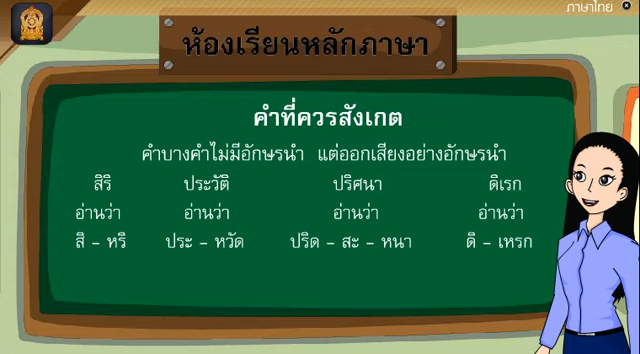 ภาษาไทย
ห้องเรียนหลักภาษา
คำที่ควรสังเกต
คำบางคำไม่มีอักษรนำ แต่ออกเสียงอย่างอักษรนำ
สิริ ประวัติ ปริศนา ดิเรก
อ่านว่า อ่านว่า อ่านว่า อ่านว่า
สิ – หริ ประ – หวัด ปริด – สะ – หนา ดิ – เหรก